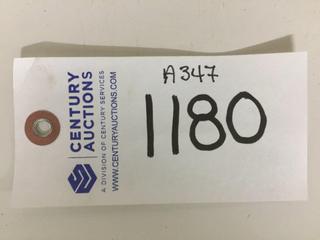 CENTURY
AUCTIONS
A DIVISION OF CENTURY SERVICES
WWW.CENTURYAUCTIONS.COM
A347
1180